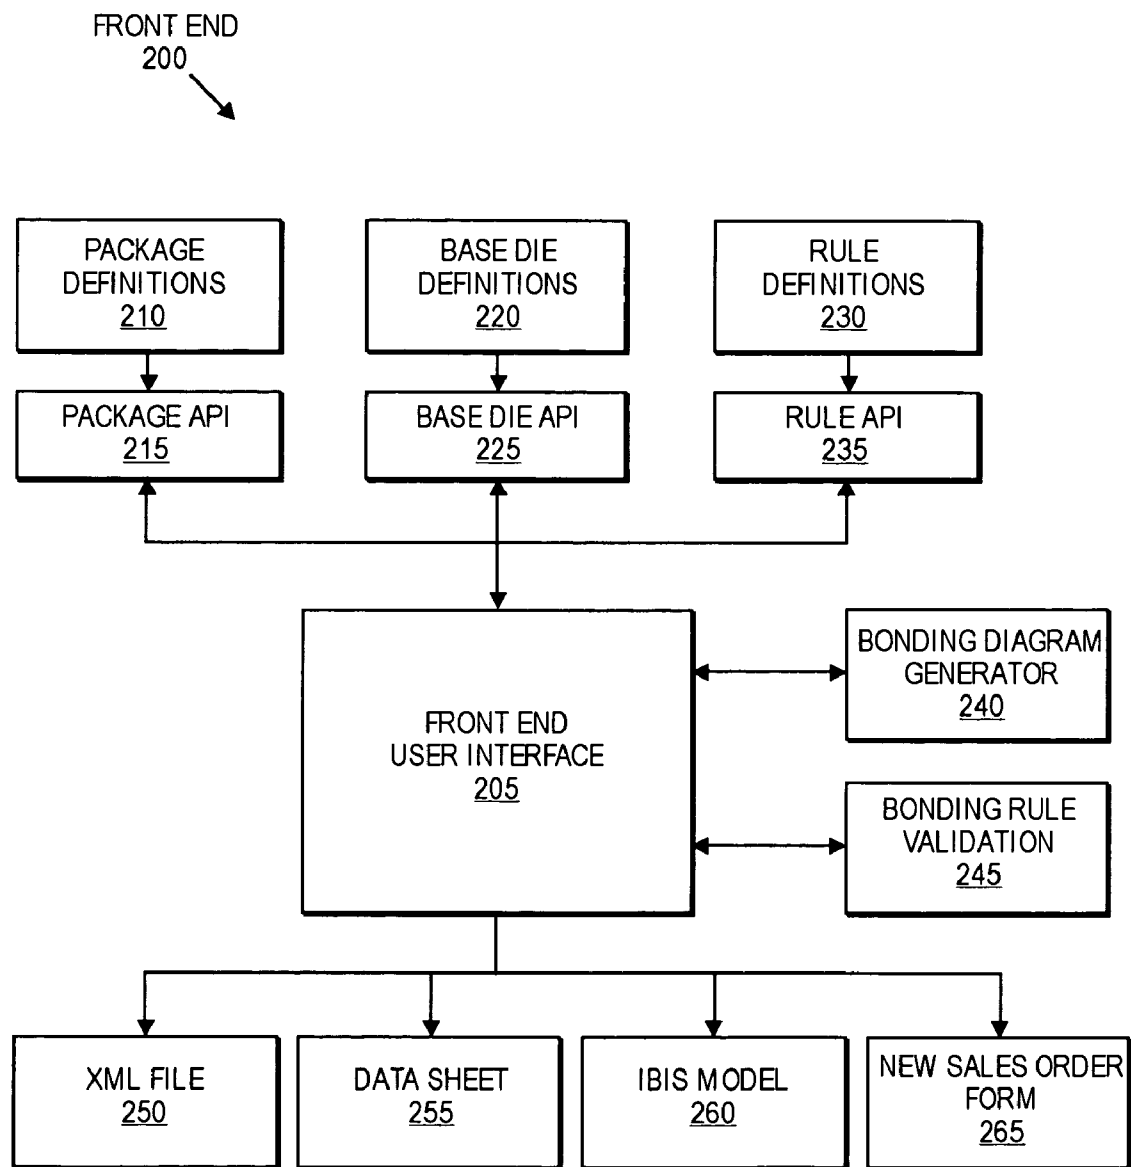 FRONT END
200
PACKAGE
DEFINITIONS
210
BASE DIE
DEFINITIONS
220
RULE
DEFINITIONS
230
PACKAGE API
215
BASE DIE API
225
RULE API
235
FRONT END
USER INTERFACE
205
BONDING DIAGRAM
GENERATOR
240
BONDING RULE
VALIDATION
245
XML FILE
250
DATA SHEET
255
IBIS MODEL
260
NEW SALES ORDER
FORM
265